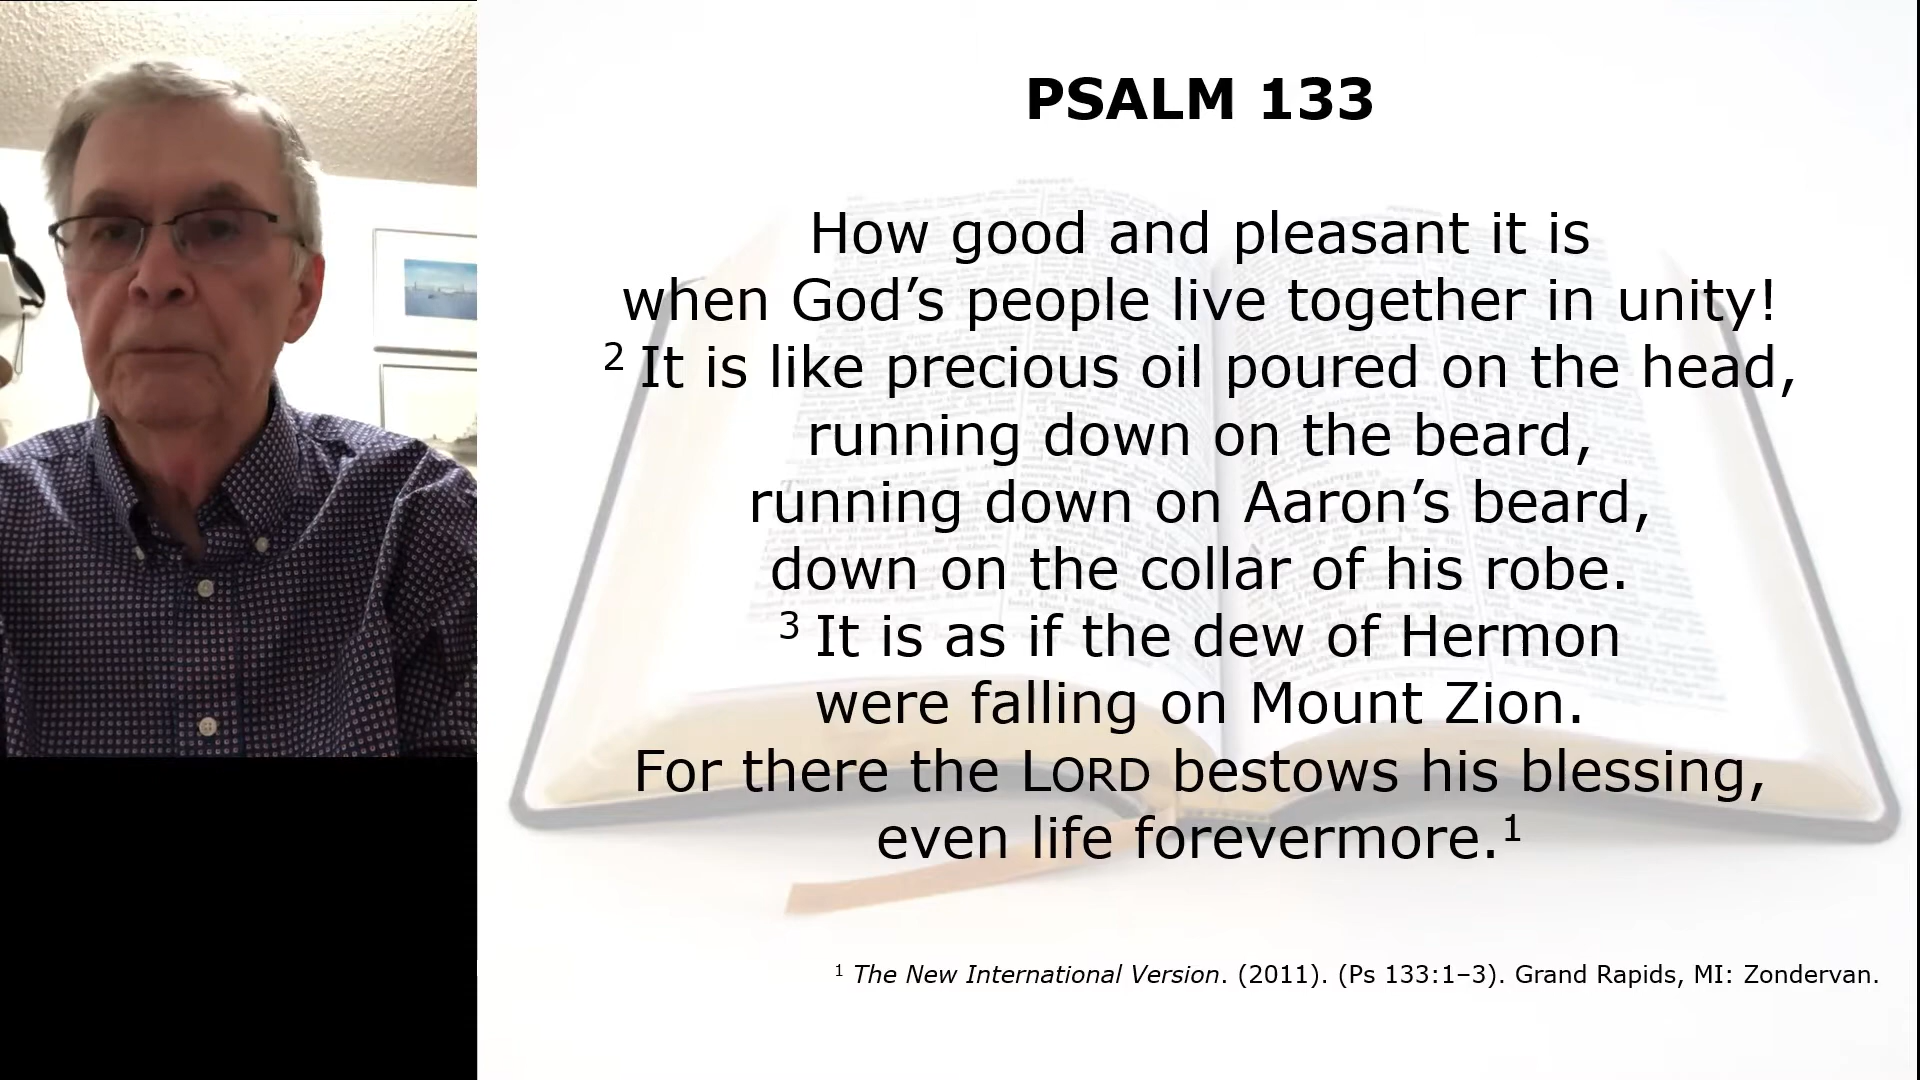 PSALM 133
How good and pleasant it is
when God’s people live together in unity!
2 It is like precious oil poured on the head,
running down on the beard,
running down on Aaron’s beard,
down on the collar of his robe.
3 It is as if the dew of Hermon
were falling on Mount Zion.
For there the LORD bestows his blessing,
even life forevermore.1
1 The New International Version. (2011). (Ps 133:1–3). Grand Rapids, MI: Zondervan.